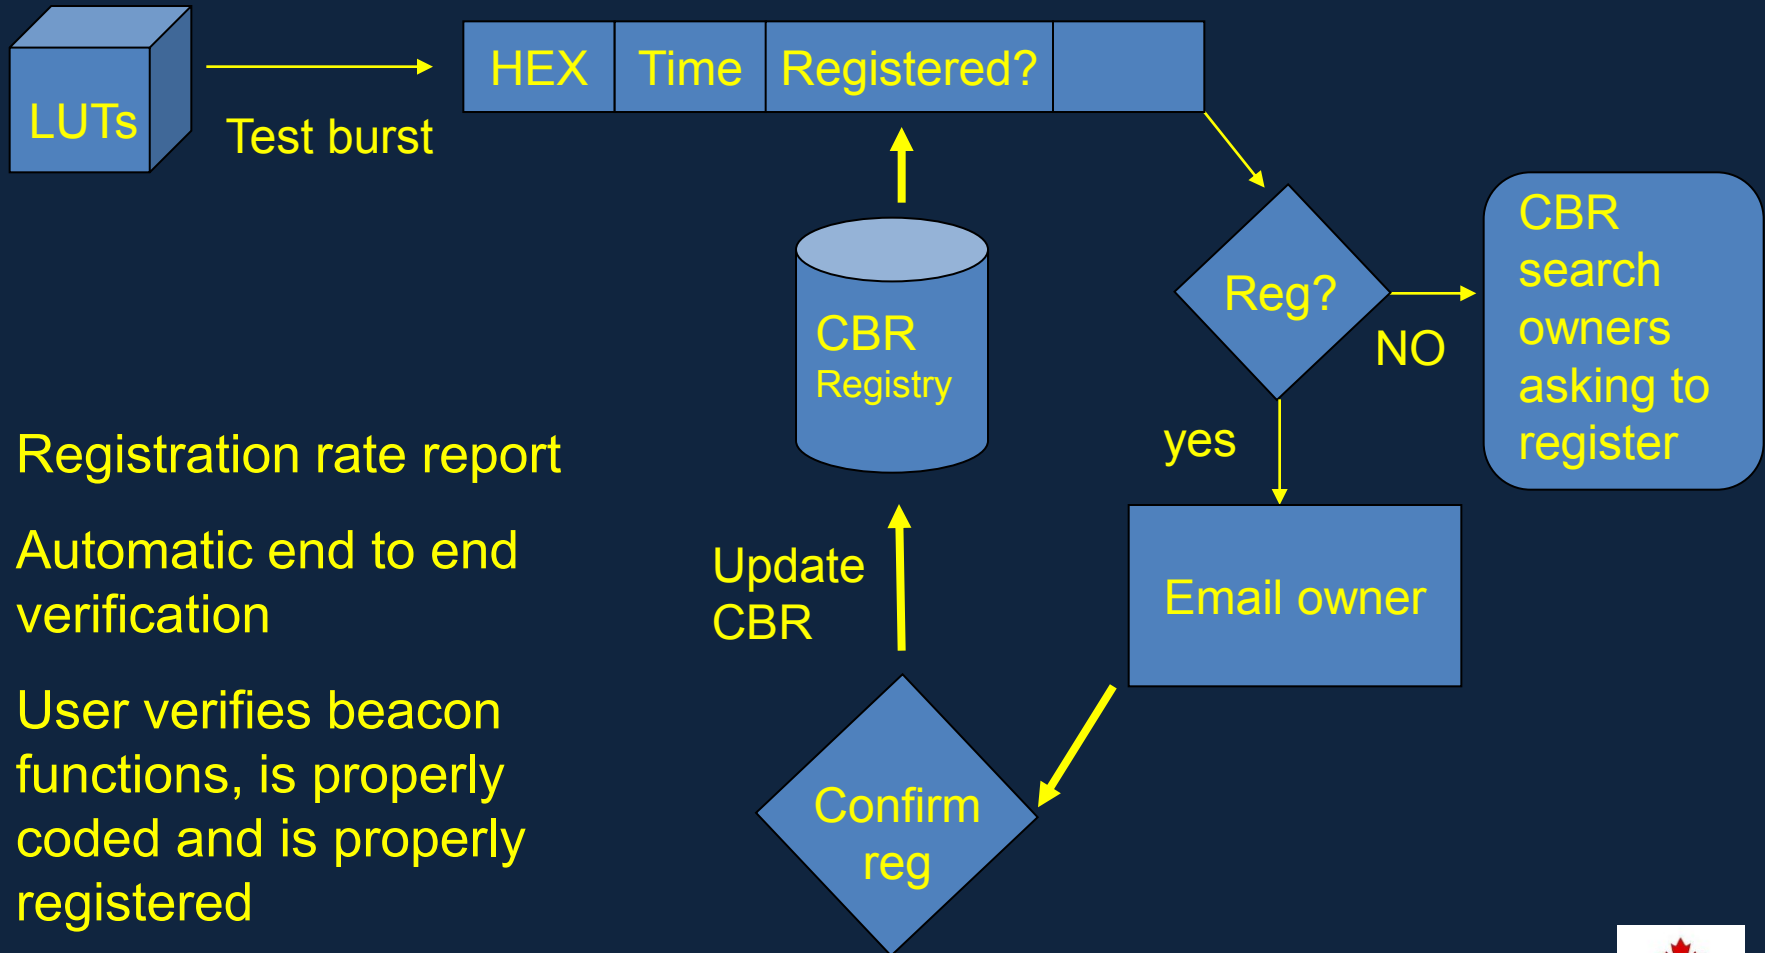 LUTs
Test burst
HEX
Time
Registered?
Reg?
NO
yes
CBR
search
owners
asking to
register
CBR
Registry
Email owner
Update
CBR
Confirm
reg
Registration rate report
Automatic end to end
verification
User verifies beacon
functions, is properly
coded and is properly
registered